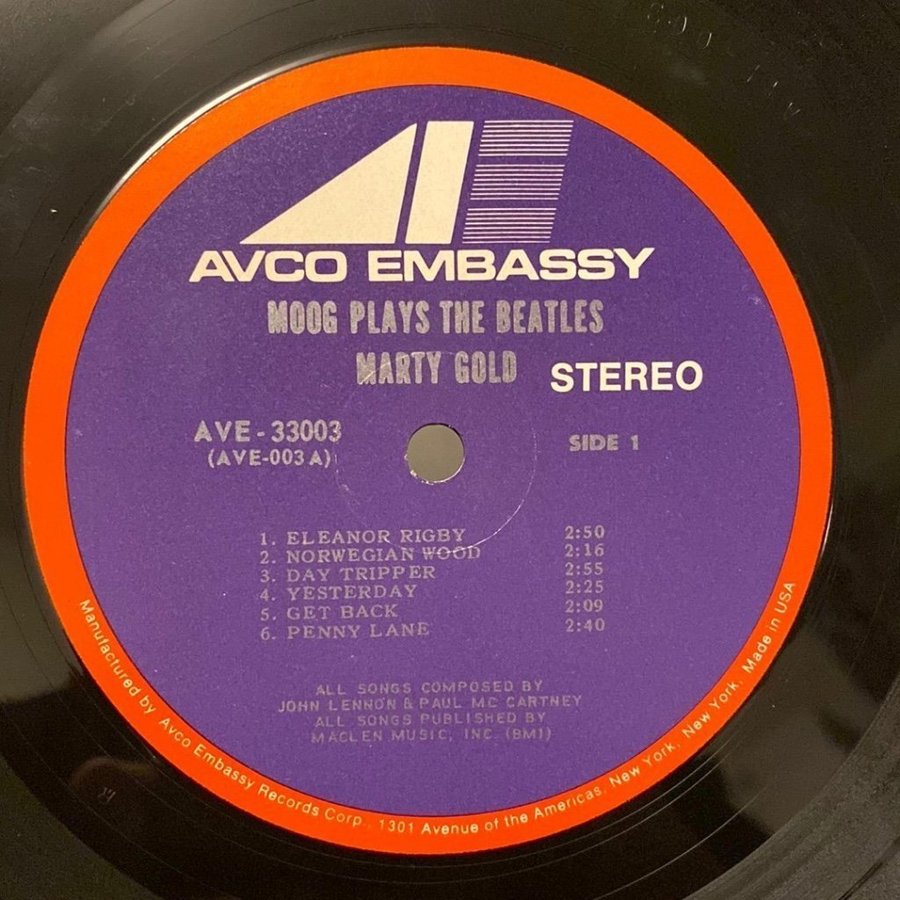 AVCO EMBASSY
MOOG PLAYS THE BEATLES
MARTY GOLD
STEREO
AVE-33003
(AVE-003 A)
SIDE 1
1. ELEANOR RIGBY 2:50
2. NORWEGIAN WOOD 2:16
3. DAY TRIPPER 2:55
4. YESTERDAY 2:25
5. GET BACK 2:09
6. PENNY LANE 2:40
ALL SONGS COMPOSED BY
JOHN LENNON & PAUL MC CARTNEY
ALL SONGS PUBLISHED BY
MACLEN MUSIC, INC. (BMI)
Manufactured by Avco Embassy Records Corp., 1301 Avenue of the Americas, New York, New York. Made in USA